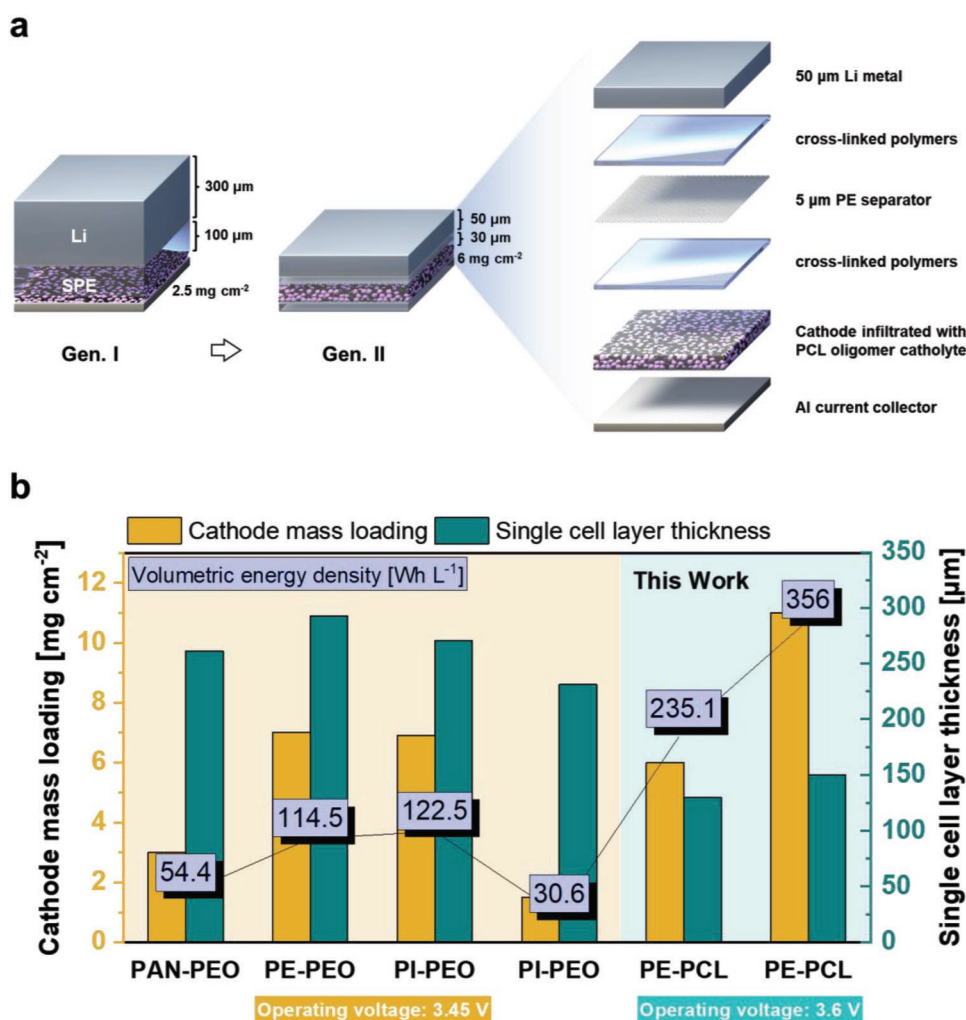 a
300 µm
100 µm
Li
SPE
2.5 mg cm⁻²
Gen. I
50 µm
30 µm
6 mg cm⁻²
Gen. II
50 µm Li metal
cross-linked polymers
5 µm PE separator
cross-linked polymers
Cathode infiltrated with
PCL oligomer catholyte
Al current collector
b
Cathode mass loading
Single cell layer thickness
Volumetric energy density [Wh L⁻¹]
This Work
Cathode mass loading [mg cm⁻²]
12
10
8
6
4
2
0
54.4
114.5
122.5
30.6
235.1
356
350
300
250
200
150
100
50
0
Single cell layer thickness [µm]
PAN-PEO
PE-PEO
PI-PEO
PI-PEO
PE-PCL
PE-PCL
Operating voltage: 3.45 V
Operating voltage: 3.6 V